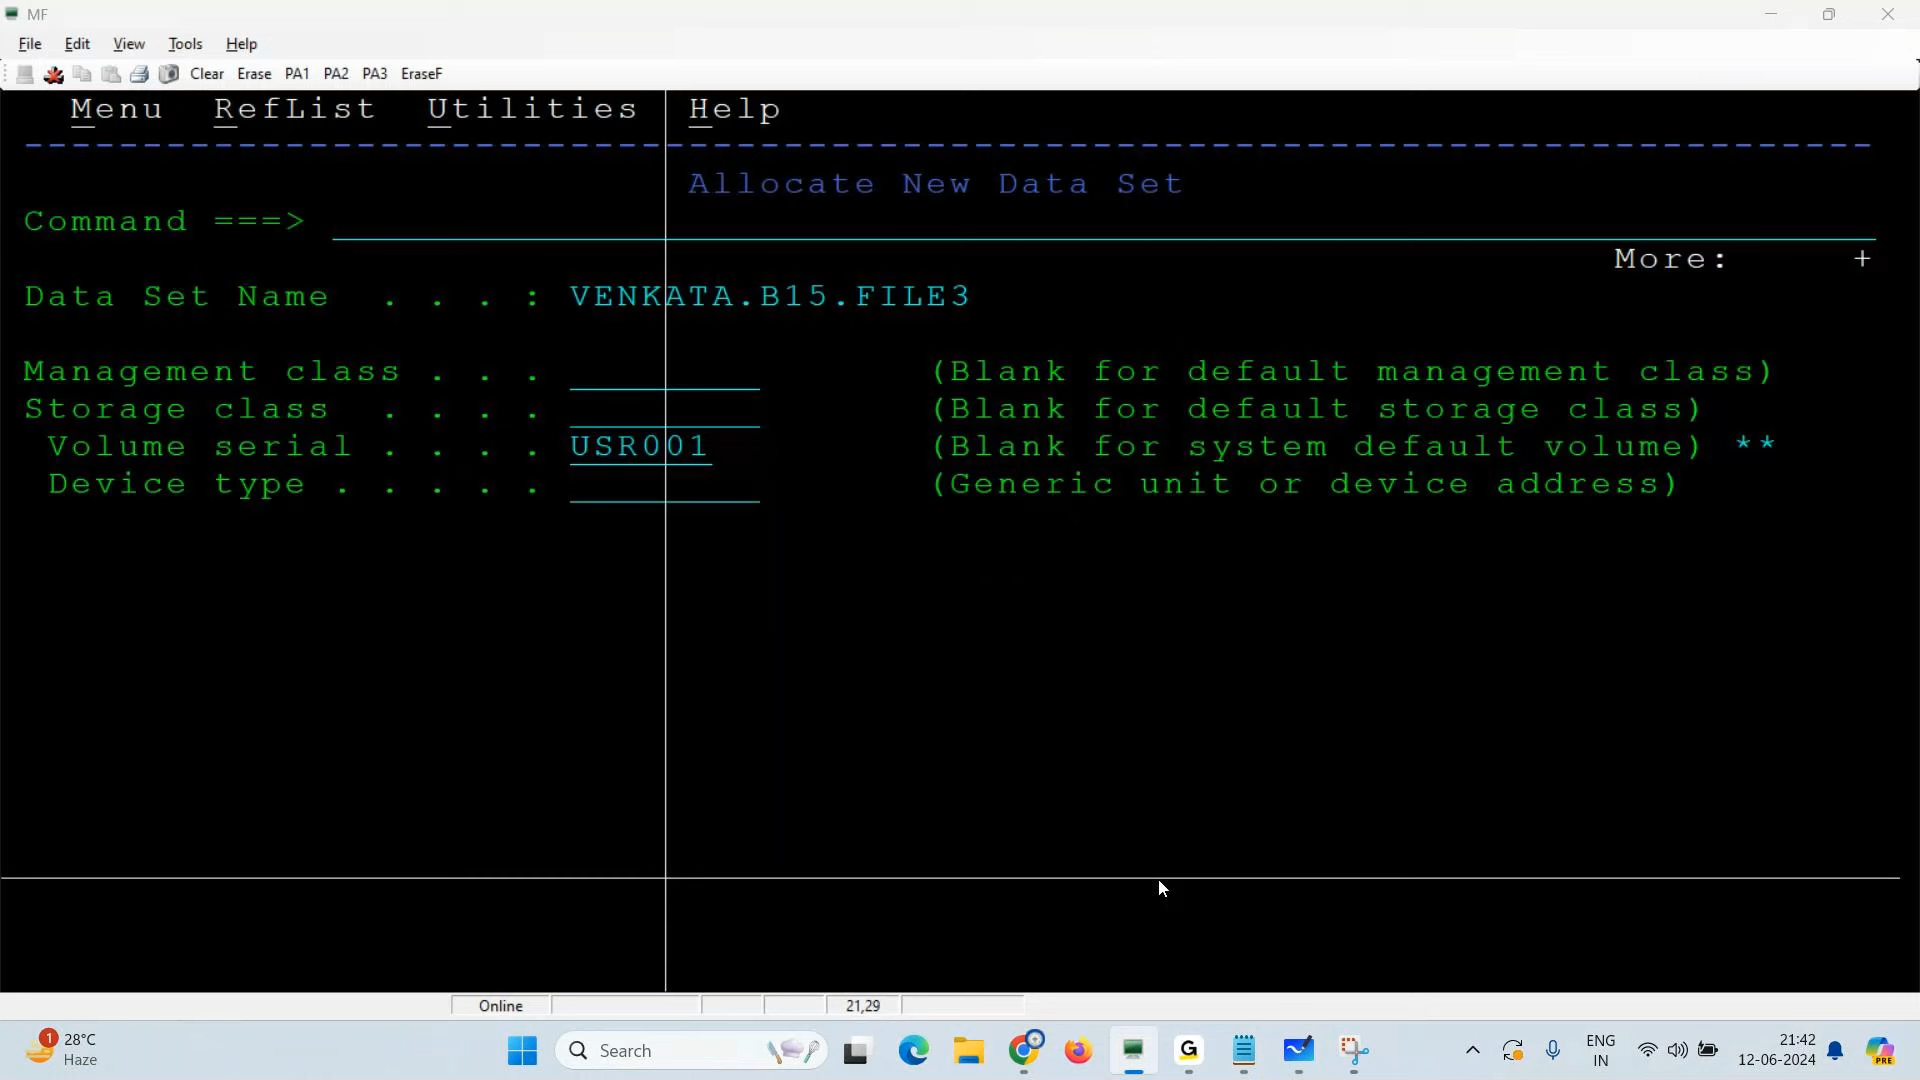 MF
File Edit View Tools Help
Clear Erase PA1 PA2 PA3 EraseF
Menu RefList Utilities Help
Allocate New Data Set
Command ===>
More: +
Data Set Name . . . : VENKATA.B15.FILE3
Management class . . . (Blank for default management class)
Storage class . . . . (Blank for default storage class)
Volume serial . . . . USR001 (Blank for system default volume) **
Device type . . . . . (Generic unit or device address)
Online 21,29
1 28°C
Haze
Search
G
ENG
IN
21:42
12-06-2024
PRE